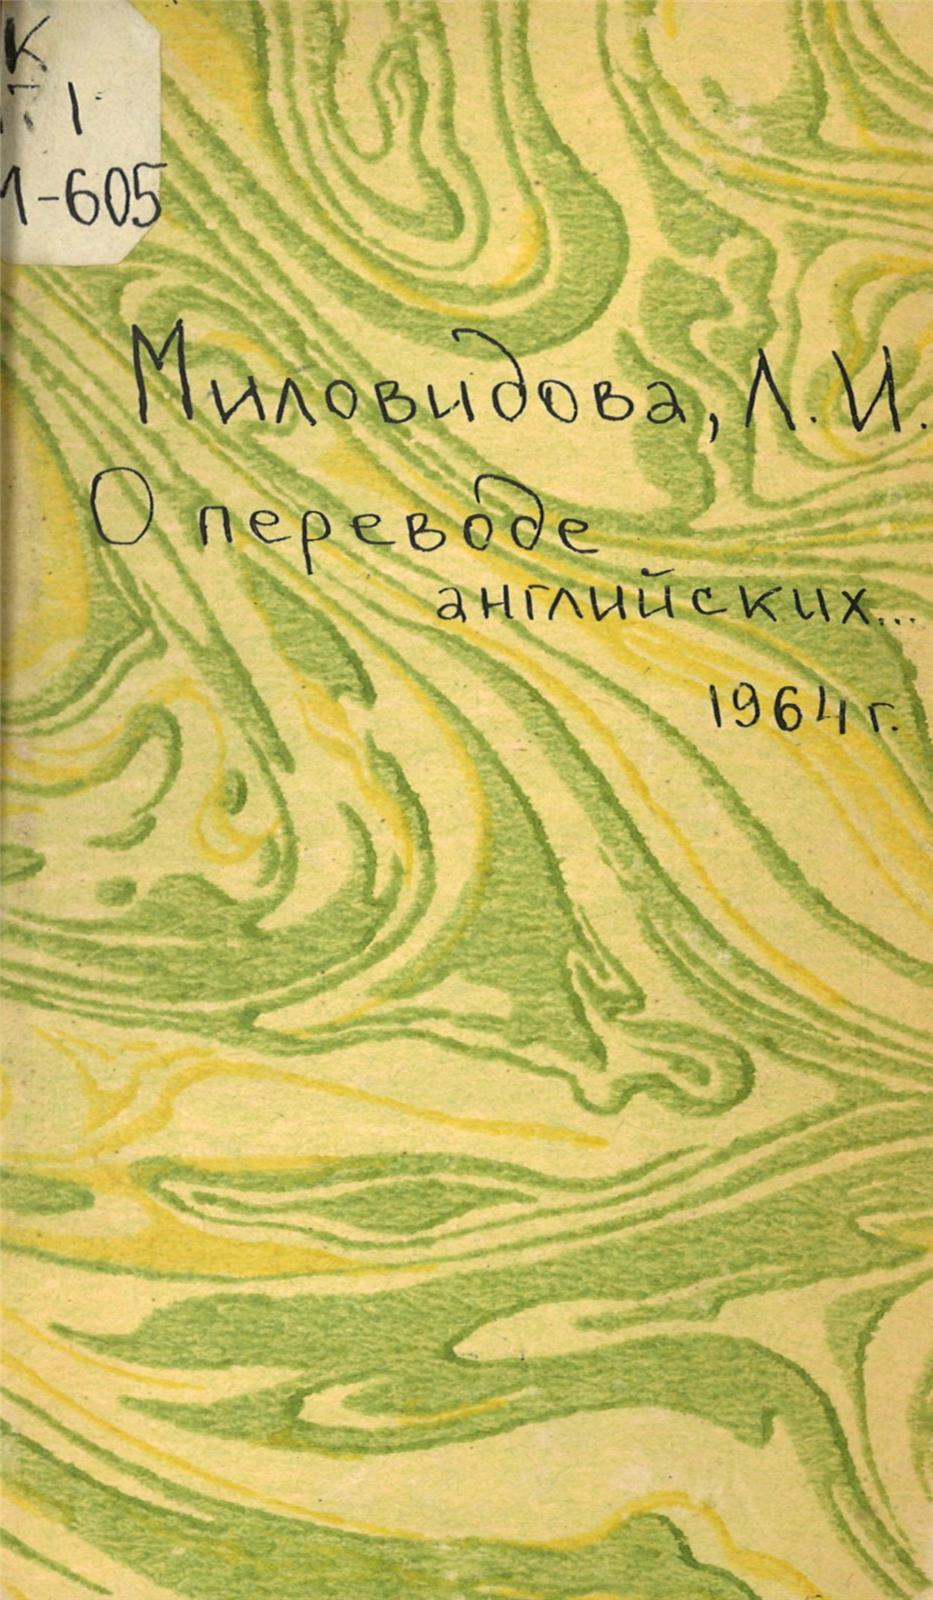 К
1
-605
Миловидова, Л. И.
О переводе
английских...
1964 г.